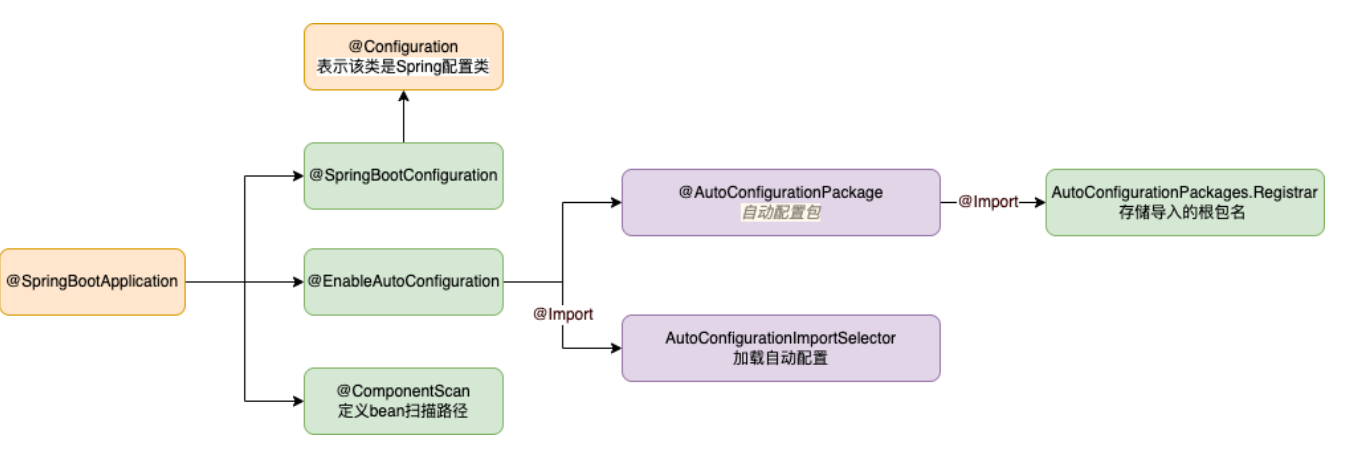 @Configuration
表示该类是Spring配置类
@SpringBootConfiguration
@AutoConfigurationPackage
自动配置包
@Import
AutoConfigurationPackages.Registrar
存储导入的根包名
@SpringBootApplication
@EnableAutoConfiguration
@Import
AutoConfigurationImportSelector
加载自动配置
@ComponentScan
定义bean扫描路径